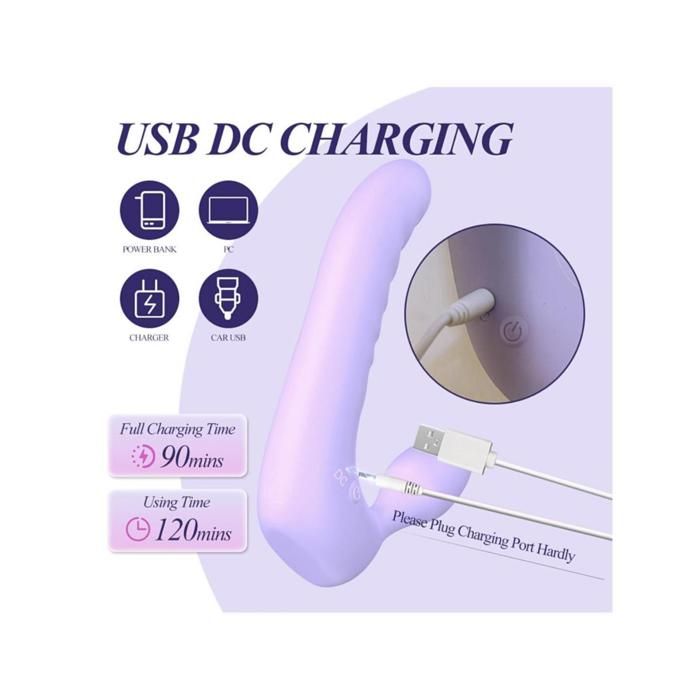 USB DC CHARGING
POWER BANK
PC
CHARGER
CAR USB
Full Charging Time
90mins
Using Time
120mins
DC
Please Plug Charging Port Hardly